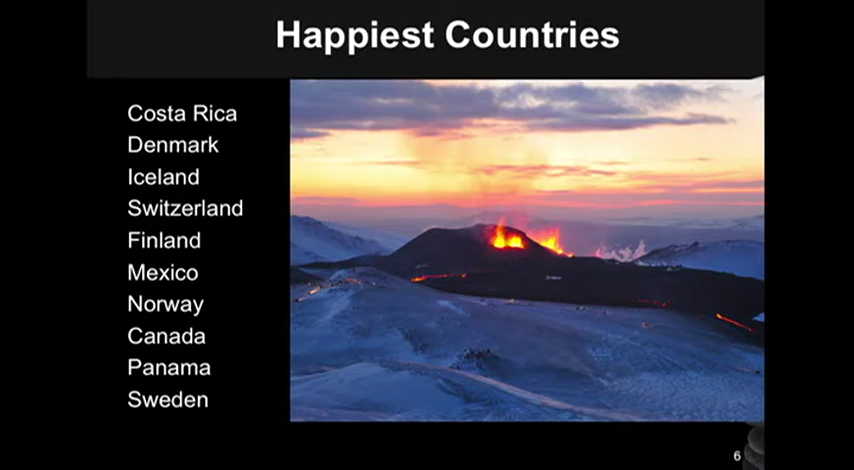 Happiest Countries
Costa Rica
Denmark
Iceland
Switzerland
Finland
Mexico
Norway
Canada
Panama
Sweden
6